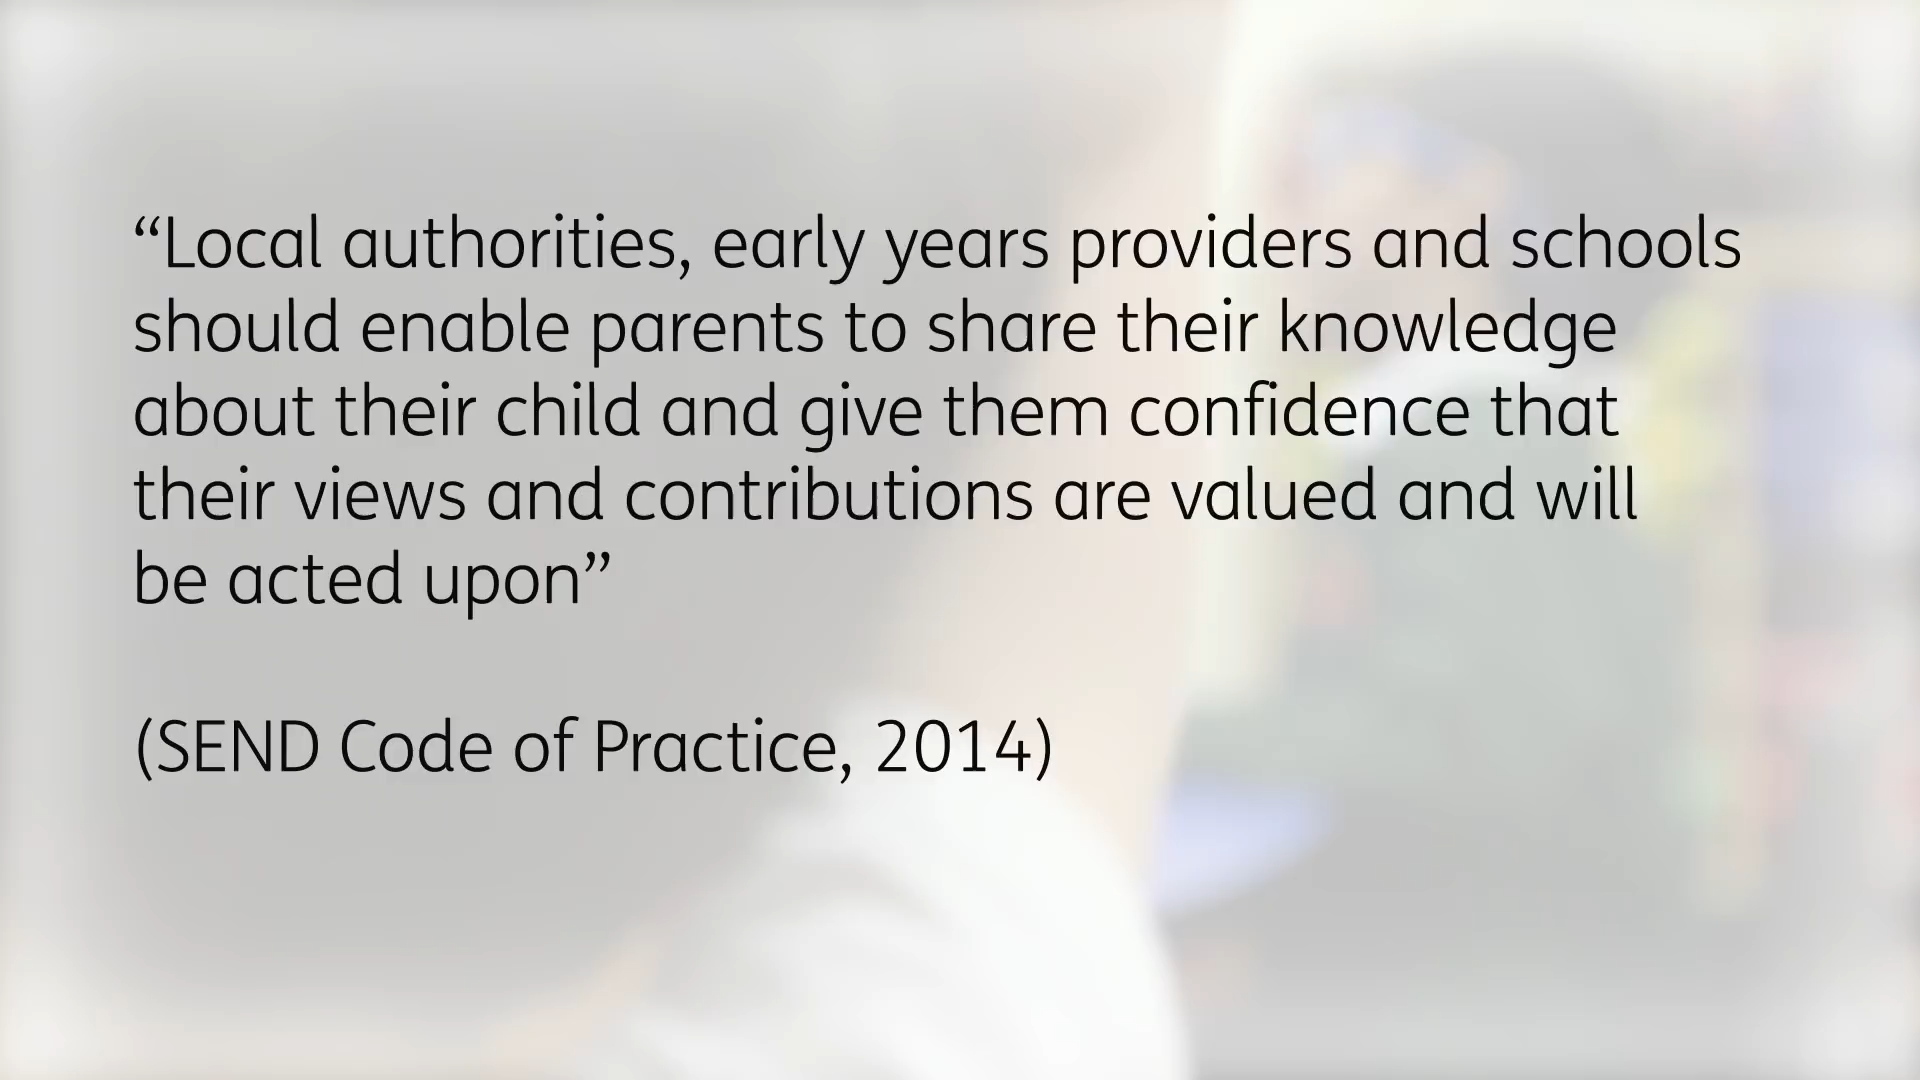 “Local authorities, early years providers and schools
should enable parents to share their knowledge
about their child and give them confidence that
their views and contributions are valued and will
be acted upon”
(SEND Code of Practice, 2014)